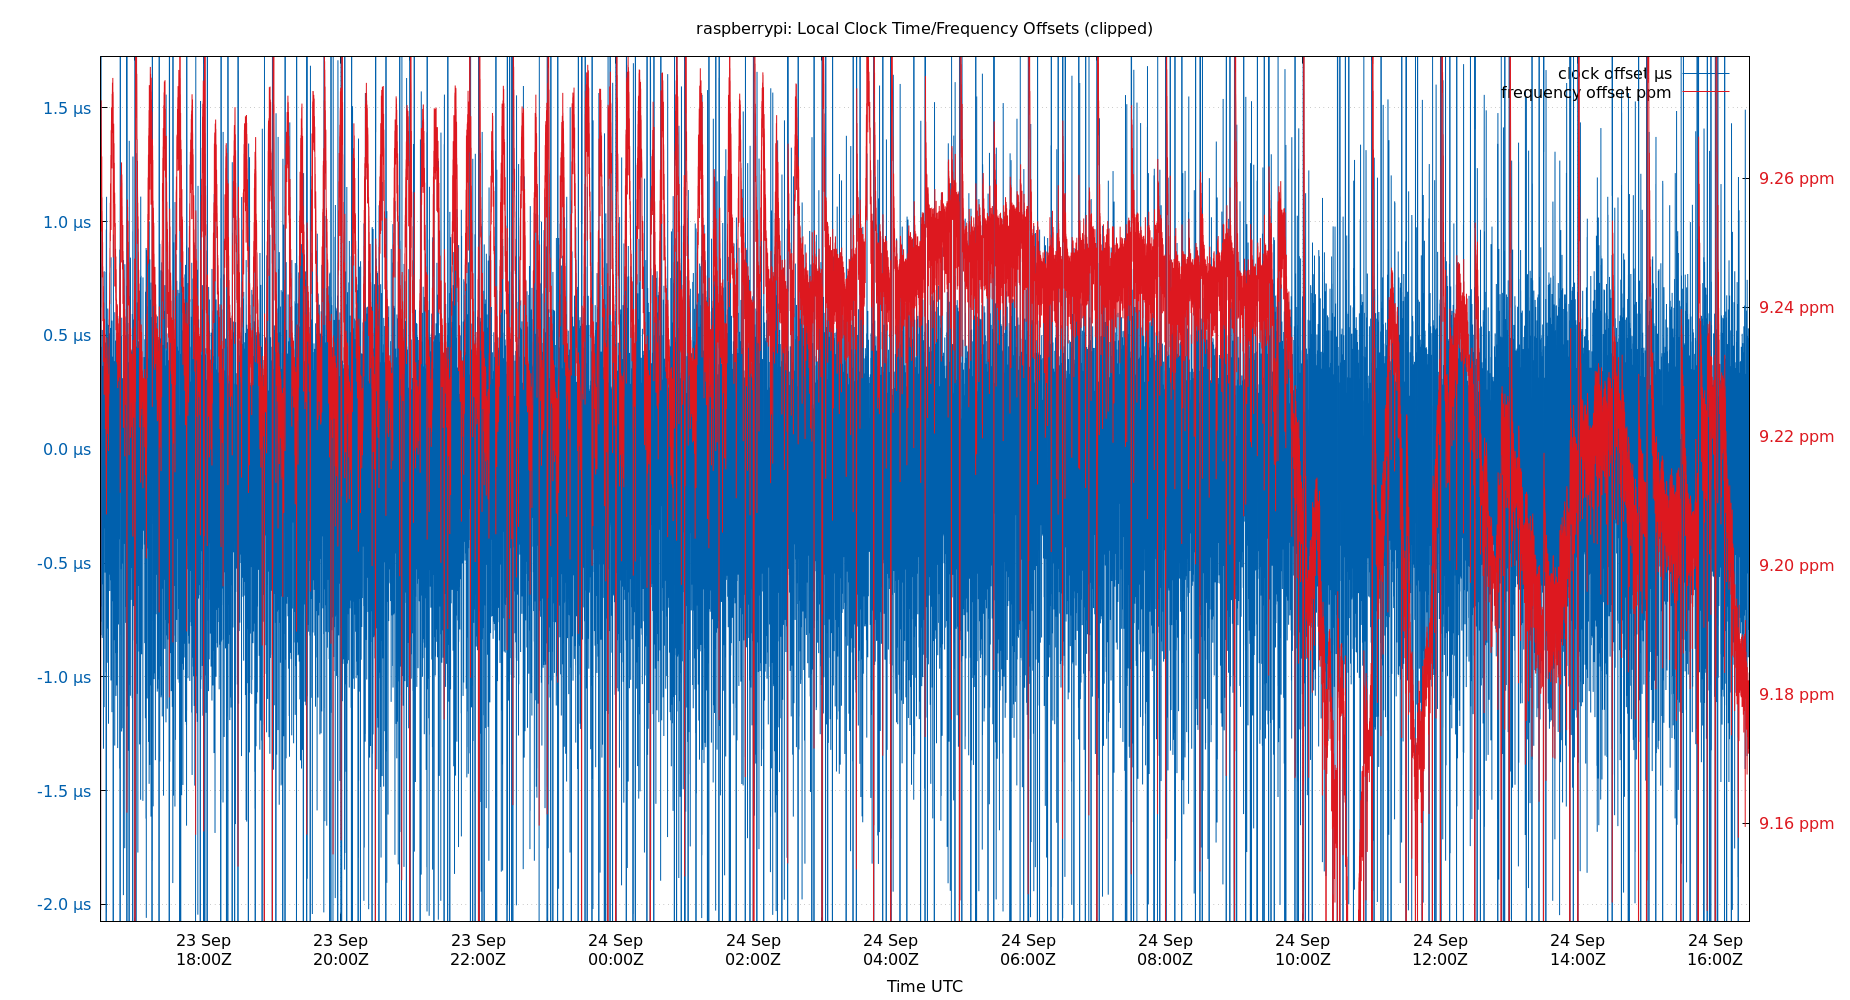 raspberrypi: Local Clock Time/Frequency Offsets (clipped)
clock offset µs
frequency offset ppm
1.5 µs
1.0 µs
0.5 µs
0.0 µs
-0.5 µs
-1.0 µs
-1.5 µs
-2.0 µs
9.26 ppm
9.24 ppm
9.22 ppm
9.20 ppm
9.18 ppm
9.16 ppm
23 Sep 23 Sep 23 Sep 24 Sep 24 Sep 24 Sep 24 Sep 24 Sep 24 Sep 24 Sep 24 Sep 24 Sep
18:00Z 20:00Z 22:00Z 00:00Z 02:00Z 04:00Z 06:00Z 08:00Z 10:00Z 12:00Z 14:00Z 16:00Z
Time UTC